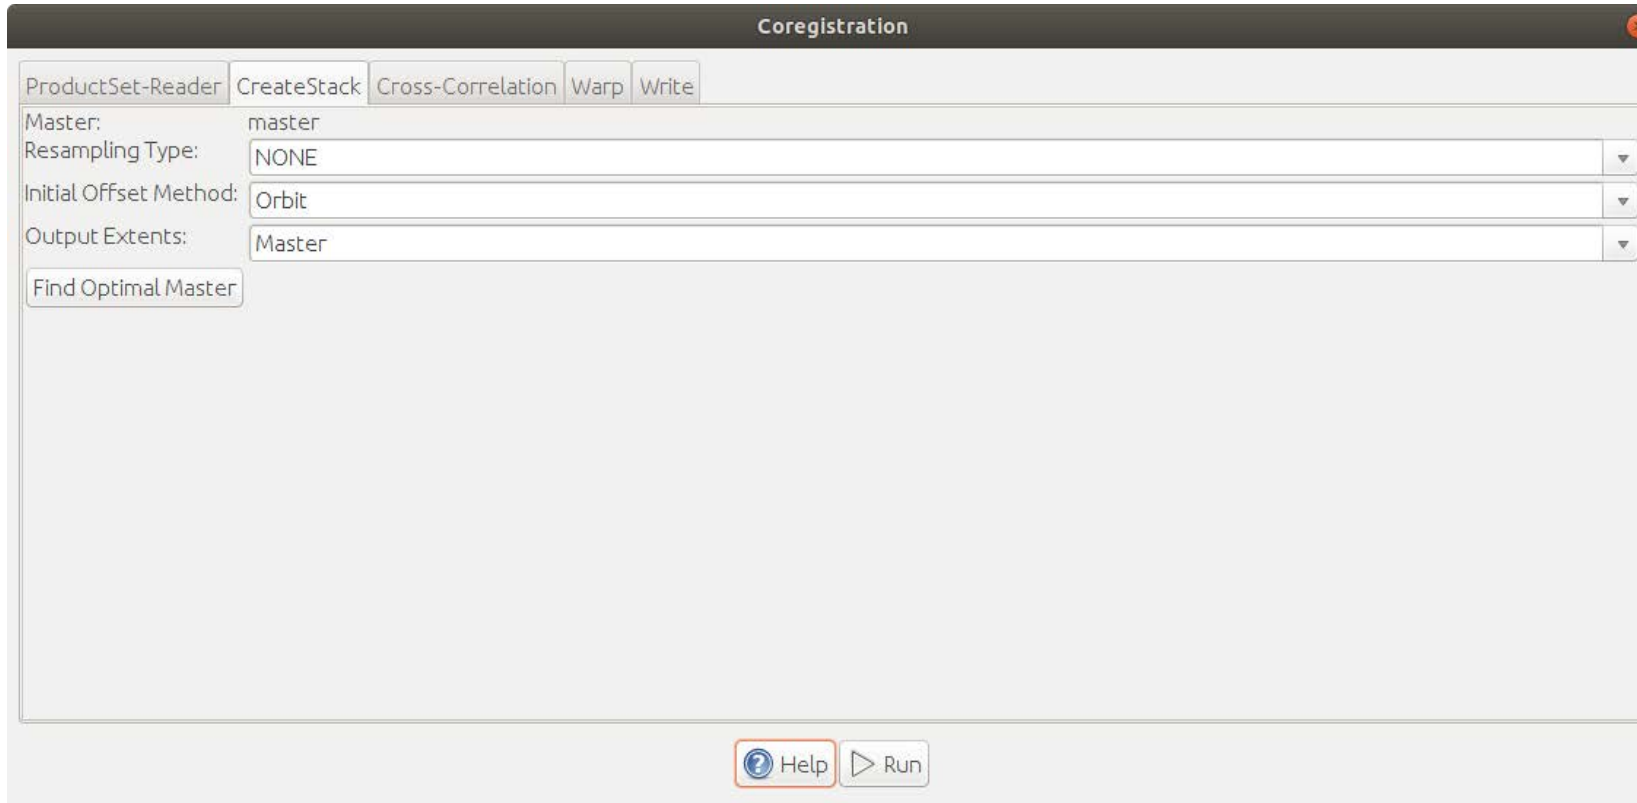 Coregistration
ProductSet-Reader CreateStack Cross-Correlation Warp Write
Master: master
Resampling Type: NONE
Initial Offset Method: Orbit
Output Extents: Master
Find Optimal Master
Help Run